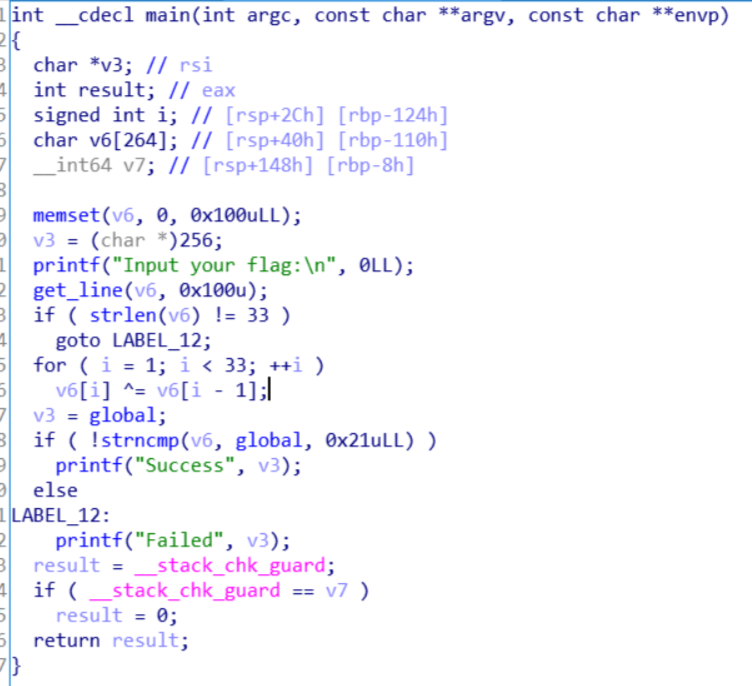 1 int __cdecl main(int argc, const char **argv, const char **envp)
2 {
3   char *v3; // rsi
4   int result; // eax
5   signed int i; // [rsp+2Ch] [rbp-124h]
6   char v6[264]; // [rsp+40h] [rbp-110h]
7   __int64 v7; // [rsp+148h] [rbp-8h]
8
9   memset(v6, 0, 0x100uLL);
0   v3 = (char *)256;
1   printf("Input your flag:\n", 0LL);
2   get_line(v6, 0x100u);
3   if ( strlen(v6) != 33 )
4     goto LABEL_12;
5   for ( i = 1; i < 33; ++i )
6     v6[i] ^= v6[i - 1];
7   v3 = global;
8   if ( !strncmp(v6, global, 0x21uLL) )
9     printf("Success", v3);
0   else
1 LABEL_12:
2     printf("Failed", v3);
3   result = __stack_chk_guard;
4   if ( __stack_chk_guard == v7 )
5     result = 0;
6   return result;
7 }